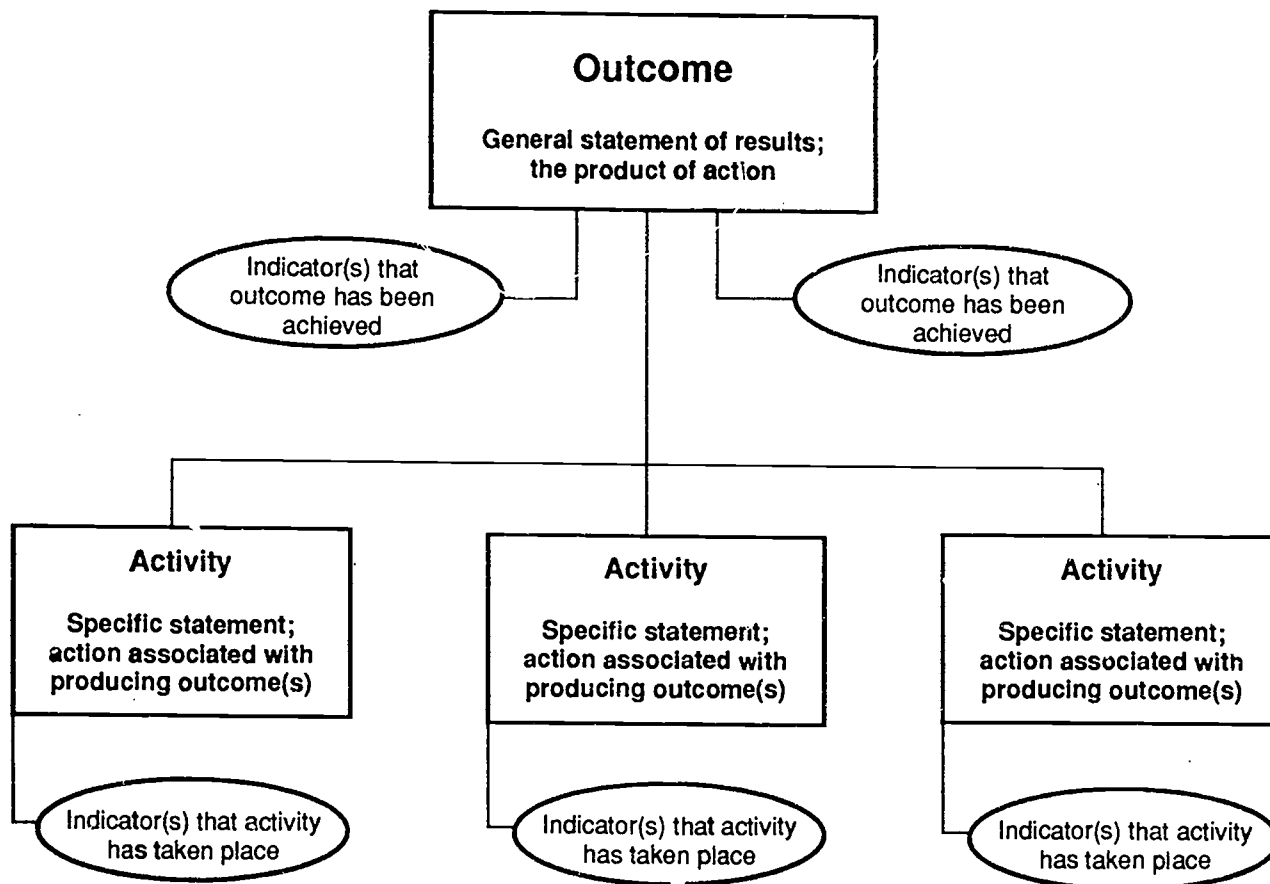 Outcome
General statement of results;
the product of action
Indicator(s) that
outcome has been
achieved
Indicator(s) that
outcome has been
achieved
Activity
Specific statement;
action associated with
producing outcome(s)
Activity
Specific statement;
action associated with
producing outcome(s)
Activity
Specific statement;
action associated with
producing outcome(s)
Indicator(s) that activity
has taken place
Indicator(s) that activity
has taken place
Indicator(s) that activity
has taken place